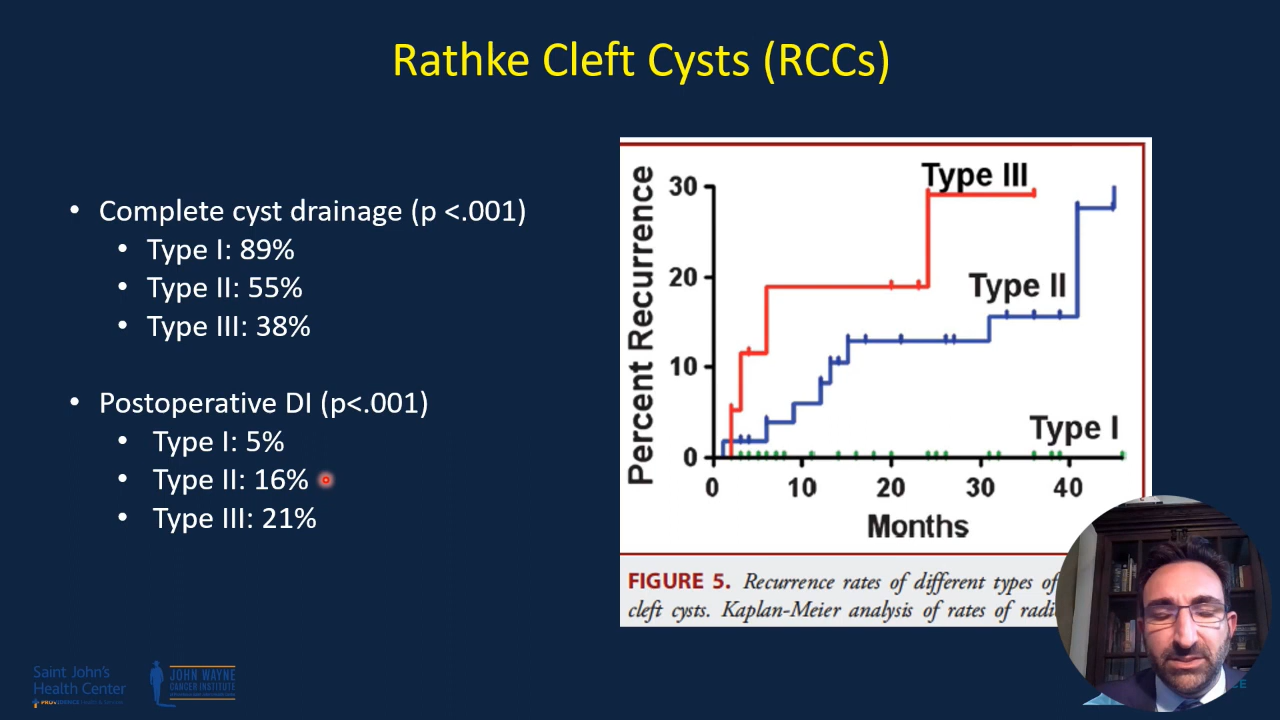 Rathke Cleft Cysts (RCCs)
• Complete cyst drainage (p <.001)
• Type I: 89%
• Type II: 55%
• Type III: 38%
• Postoperative DI (p<.001)
• Type I: 5%
• Type II: 16%
• Type III: 21%
Percent Recurrence
30
20
10
0
Type III
Type II
Type I
0 10 20 30 40
Months
FIGURE 5. Recurrence rates of different types of
cleft cysts. Kaplan-Meier analysis of rates of
Saint John's
Health Center
PROVIDENCE Health & Services
JOHN WAYNE
CANCER INSTITUTE